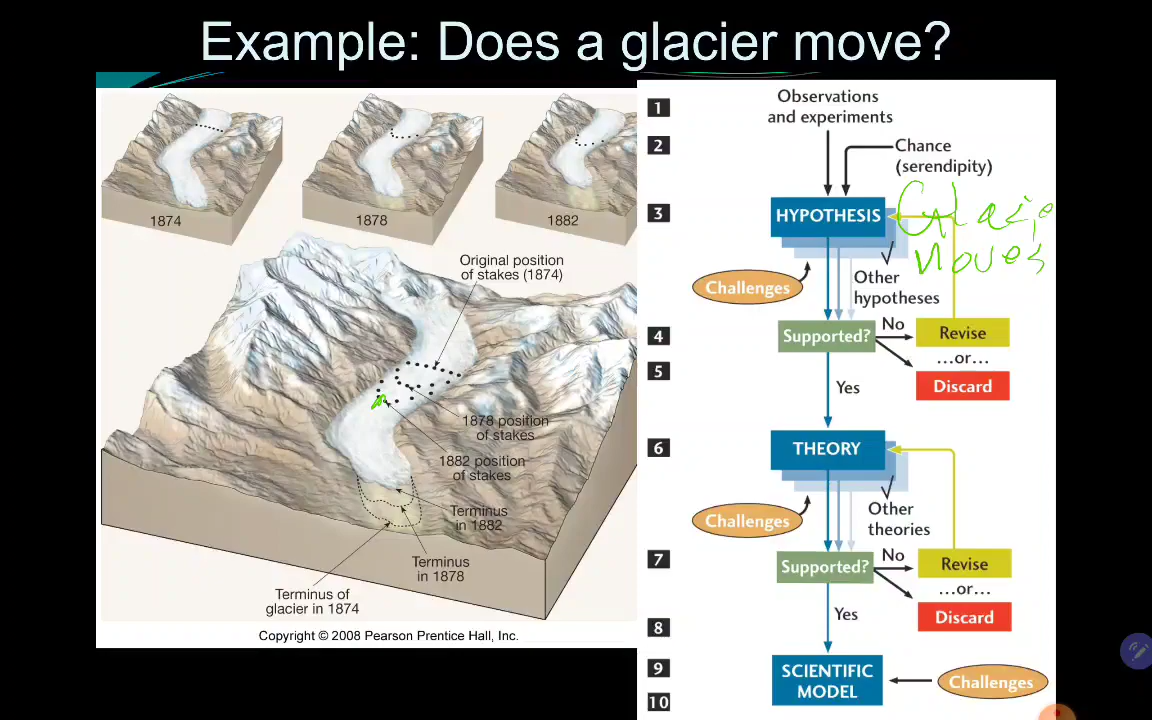 Example: Does a glacier move?
1874
1878
1882
Original position
of stakes (1874)
1878 position
of stakes
1882 position
of stakes
Terminus
in 1882
Terminus
in 1878
Terminus of
glacier in 1874
Copyright © 2008 Pearson Prentice Hall, Inc.
1
Observations
and experiments
2
Chance
(serendipity)
3
HYPOTHESIS
Glacie
Moves
Challenges
Other
hypotheses
4
Supported?
No
Revise
...or...
5
Yes
Discard
6
THEORY
Challenges
Other
theories
7
Supported?
No
Revise
...or...
8
Yes
Discard
9
SCIENTIFIC
MODEL
Challenges
10